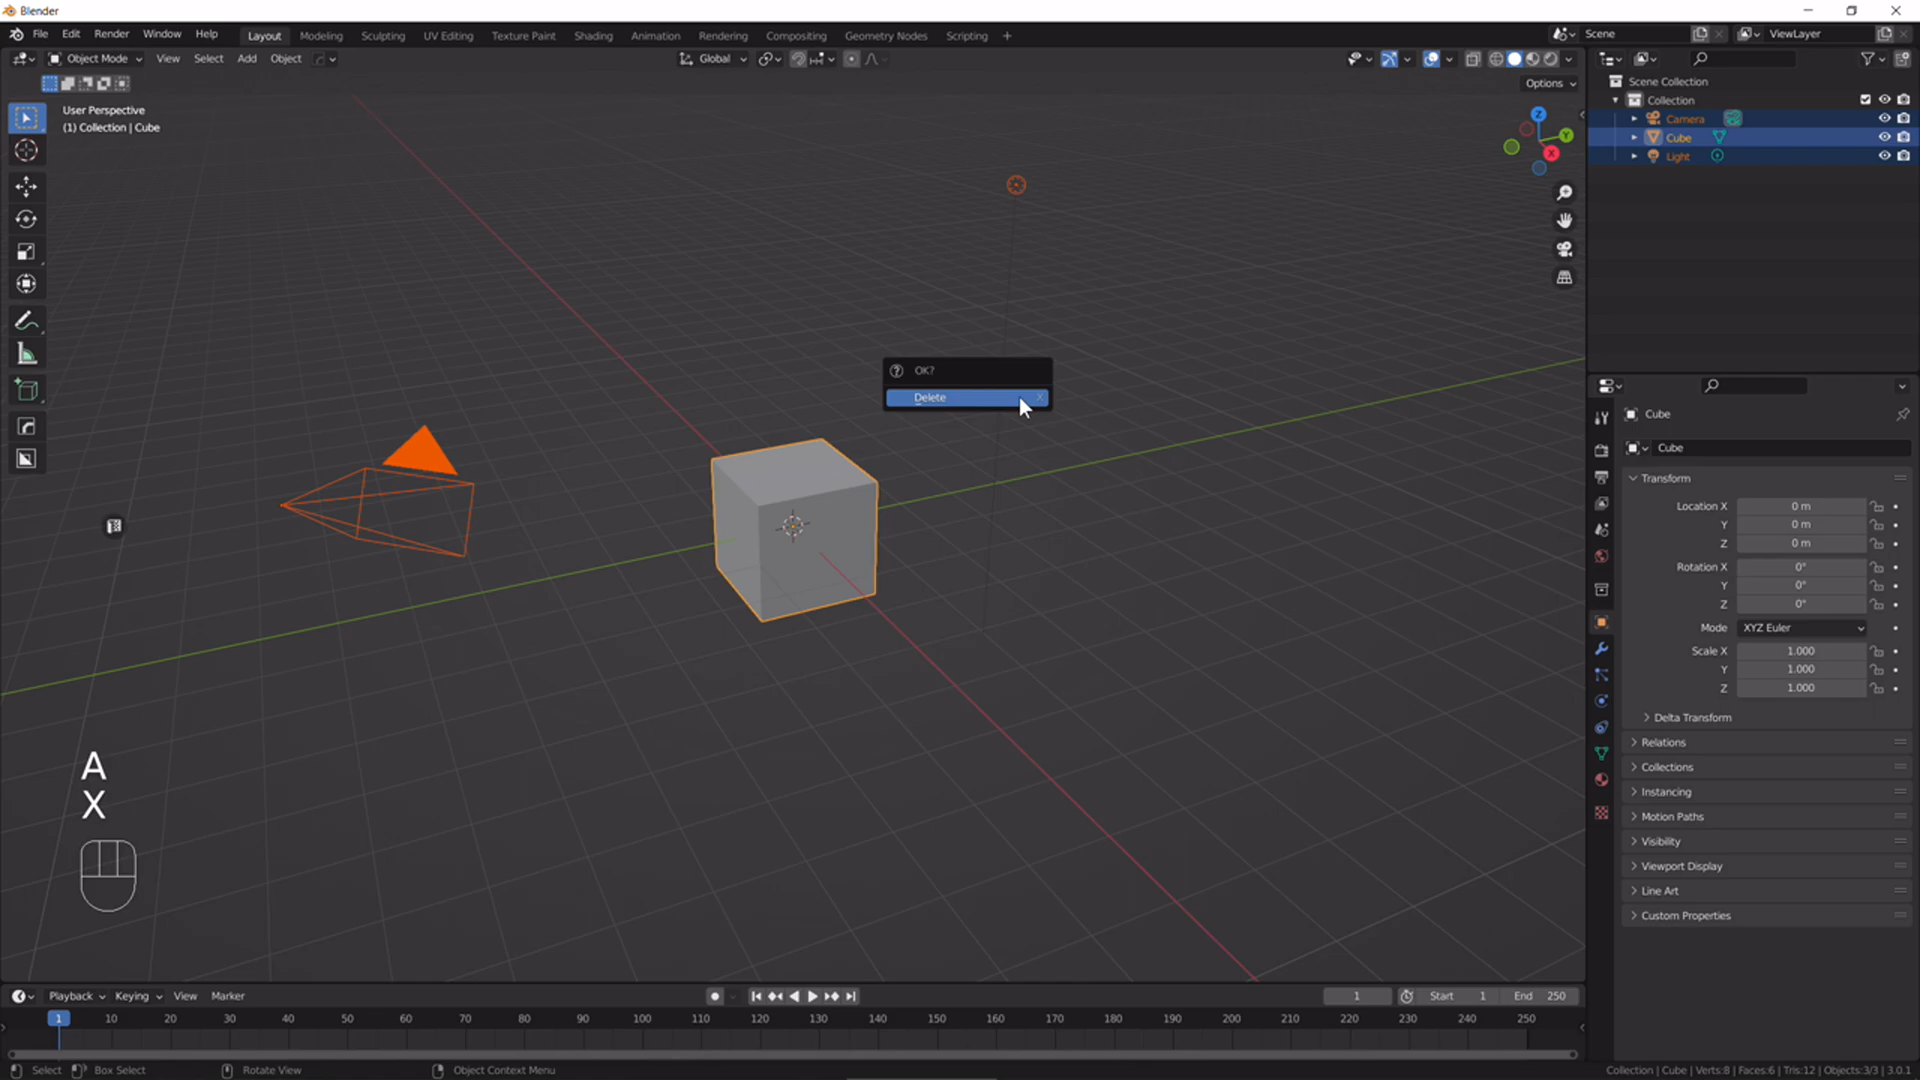 Blender
File Edit Render Window Help Layout Modeling Sculpting UV Editing Texture Paint Shading Animation Rendering Compositing Geometry Nodes Scripting + Scene ViewLayer
Object Mode View Select Add Object Global
Options
User Perspective
(1) Collection | Cube
Z
Y
X
Scene Collection
Collection
Camera
Cube
Light
OK?
Delete X
Cube
Cube
Transform
Location X 0 m
Y 0 m
Z 0 m
Rotation X 0°
Y 0°
Z 0°
Mode XYZ Euler
Scale X 1.000
Y 1.000
Z 1.000
Delta Transform
Relations
Collections
Instancing
Motion Paths
Visibility
Viewport Display
Line Art
Custom Properties
A
X
Playback Keying View Marker 1 Start 1 End 250
1 10 20 30 40 50 60 70 80 90 100 110 120 130 140 150 160 170 180 190 200 210 220 230 240 250
Select Box Select Rotate View Object Context Menu Collection | Cube | Verts:8 | Faces:6 | Tris:12 | Objects:3/3 | 3.0.1